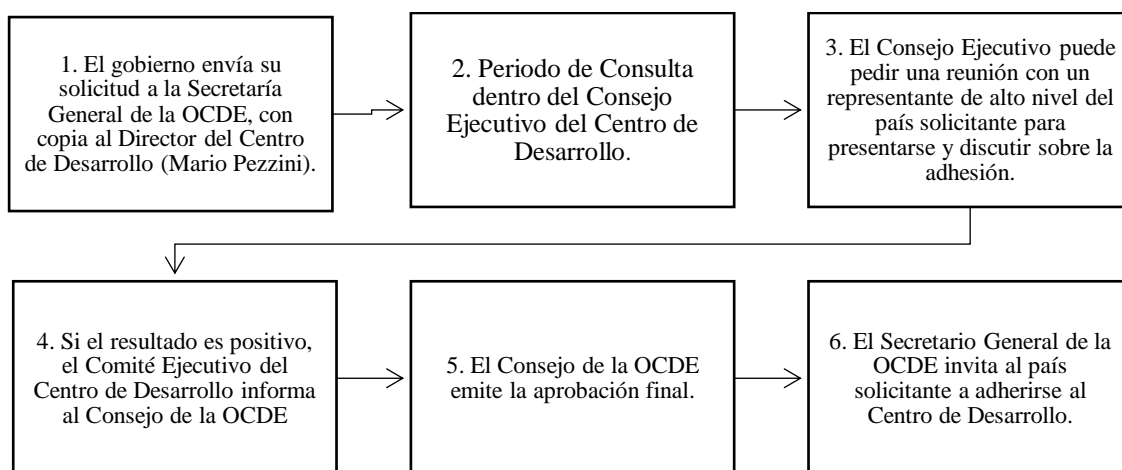 1. El gobierno envía su
solicitud a la Secretaría
General de la OCDE, con
copia al Director del Centro
de Desarrollo (Mario Pezzini).
2. Periodo de Consulta
dentro del Consejo
Ejecutivo del Centro de
Desarrollo.
3. El Consejo Ejecutivo puede
pedir una reunión con un
representante de alto nivel del
país solicitante para
presentarse y discutir sobre la
adhesión.
4. Si el resultado es positivo,
el Comité Ejecutivo del
Centro de Desarrollo informa
al Consejo de la OCDE
5. El Consejo de la OCDE
emite la aprobación final.
6. El Secretario General de la
OCDE invita al país
solicitante a adherirse al
Centro de Desarrollo.